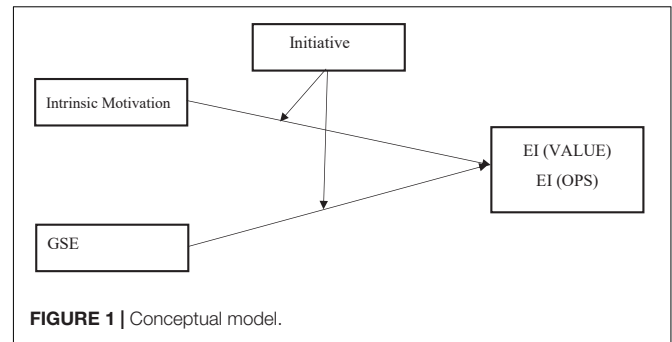 Initiative
Intrinsic Motivation
EI (VALUE)
EI (OPS)
GSE
FIGURE 1 | Conceptual model.